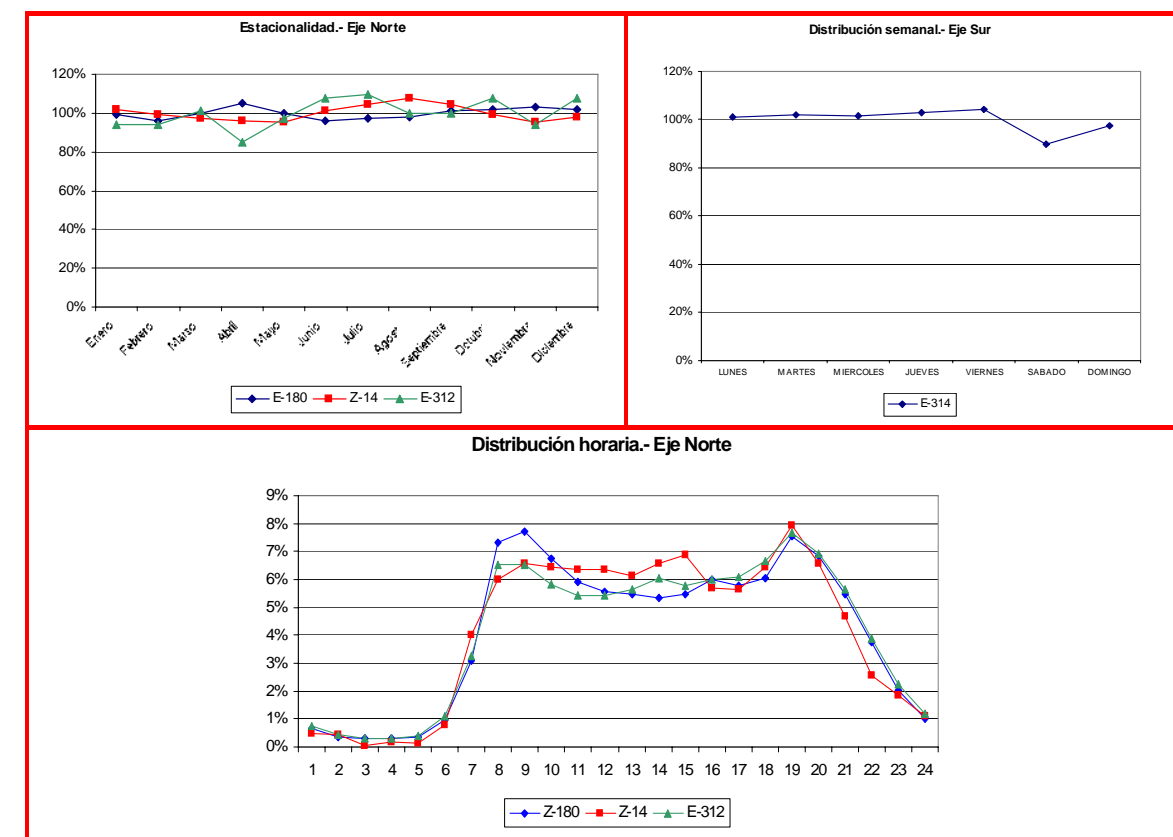 Estacionalidad.- Eje Norte
120%
100%
80%
60%
40%
20%
0%
Enero Febrero Marzo Abril Mayo Junio Julio Agost Septiembre Octubr Noviembre Diciembre
E-180 Z-14 E-312
Distribución semanal.- Eje Sur
120%
100%
80%
60%
40%
20%
0%
LUNES MARTES MIERCOLES JUEVES VIERNES SABADO DOMINGO
E-314
Distribución horaria.- Eje Norte
9%
8%
7%
6%
5%
4%
3%
2%
1%
0%
1 2 3 4 5 6 7 8 9 10 11 12 13 14 15 16 17 18 19 20 21 22 23 24
Z-180 Z-14 E-312